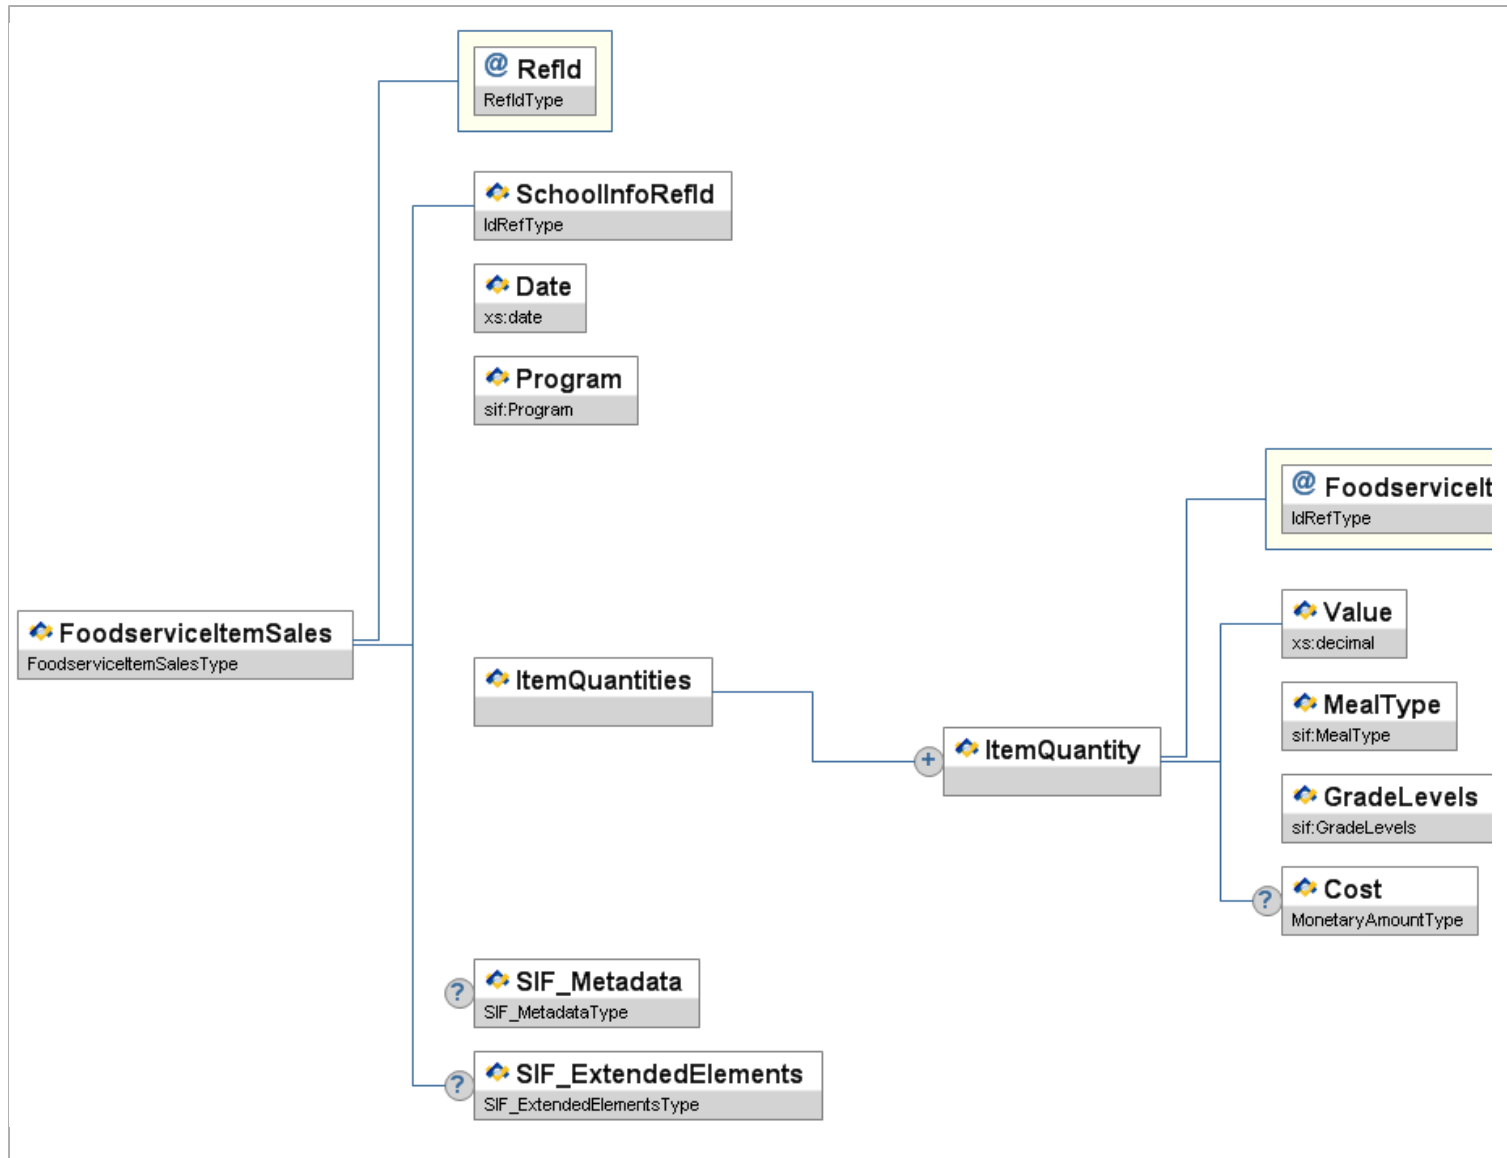 @ RefId
RefIdType
SchoolInfoRefId
IdRefType
Date
xs:date
Program
sif:Program
@ FoodserviceIt
IdRefType
FoodserviceItemSales
FoodserviceItemSalesType
Value
xs:decimal
ItemQuantities
MealType
sif:MealType
+ ItemQuantity
GradeLevels
sif:GradeLevels
? Cost
MonetaryAmountType
? SIF_Metadata
SIF_MetadataType
? SIF_ExtendedElements
SIF_ExtendedElementsType